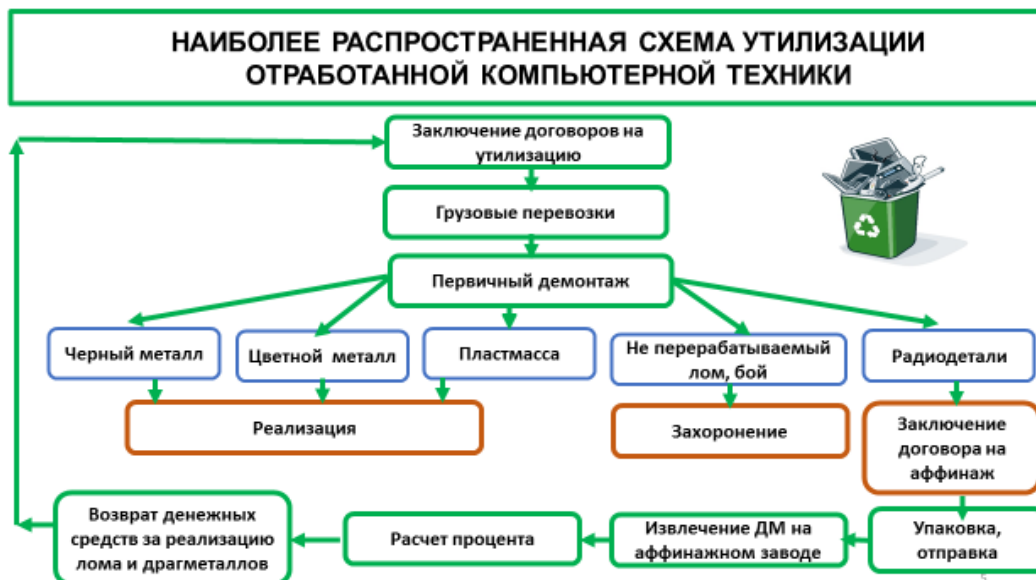 НАИБОЛЕЕ РАСПРОСТРАНЕННАЯ СХЕМА УТИЛИЗАЦИИ
ОТРАБОТАННОЙ КОМПЬЮТЕРНОЙ ТЕХНИКИ
Заключение договоров на
утилизацию
Грузовые перевозки
Первичный демонтаж
Черный металл
Цветной металл
Пластмасса
Не перерабатываемый
лом, бой
Радиодетали
Реализация
Захоронение
Заключение
договора на
аффинаж
Возврат денежных
средств за реализацию
лома и драгметаллов
Расчет процента
Извлечение ДМ на
аффинажном заводе
Упаковка,
отправка
5